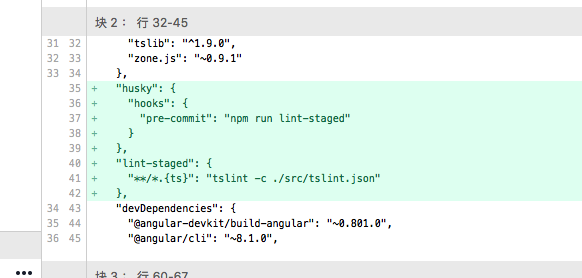 块 2： 行 32-45
31 32 "tslib": "^1.9.0",
32 33 "zone.js": "~0.9.1"
33 34 },
35 + "husky": {
36 + "hooks": {
37 + "pre-commit": "npm run lint-staged"
38 + }
39 + },
40 + "lint-staged": {
41 + "**/*.{ts}": "tslint -c ./src/tslint.json"
42 + },
34 43 "devDependencies": {
35 44 "@angular-devkit/build-angular": "~0.801.0",
36 45 "@angular/cli": "~8.1.0",
块 3： 行 60-67